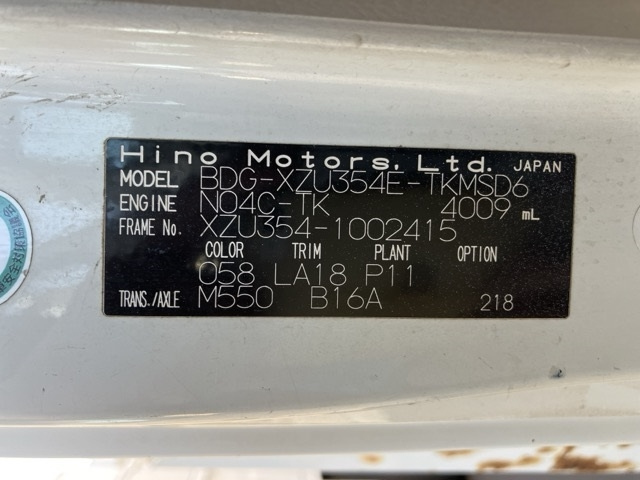 Hino Motors, Ltd. JAPAN
MODEL BDG-XZU354E-TKMSD6
ENGINE N04C-TK 4009 mL
FRAME No. XZU354-1002415
COLOR TRIM PLANT OPTION
058 LA18 P11
TRANS./AXLE M550 B16A 218